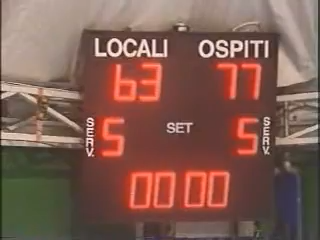 LOCALI OSPITI
63 77
SERV. 5 SET 5 SERV.
00 00